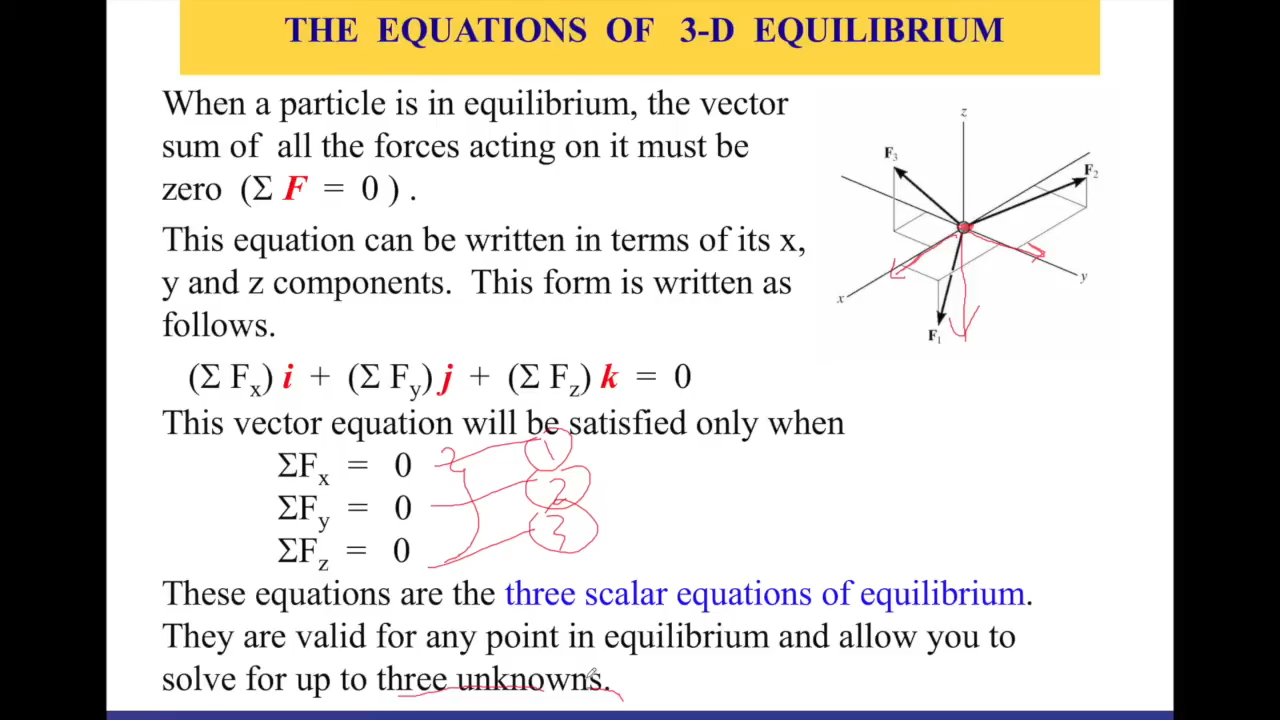 THE EQUATIONS OF 3-D EQUILIBRIUM
When a particle is in equilibrium, the vector
sum of all the forces acting on it must be
zero (Σ F = 0 ) .
This equation can be written in terms of its x,
y and z components. This form is written as
follows.
(Σ Fx) i + (Σ Fy) j + (Σ Fz) k = 0
This vector equation will be satisfied only when
ΣFx = 0
ΣFy = 0
ΣFz = 0
1
2
3
These equations are the three scalar equations of equilibrium.
They are valid for any point in equilibrium and allow you to
solve for up to three unknowns.
z
F3
F2
y
x
F1